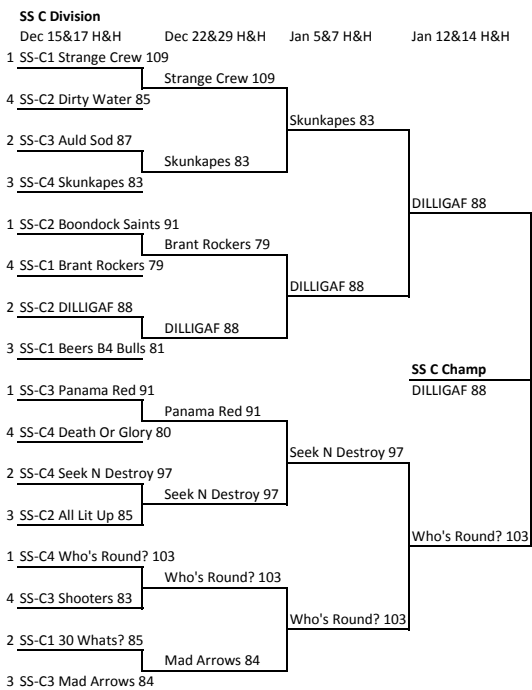 SS C Division
Dec 15&17 H&H Dec 22&29 H&H Jan 5&7 H&H Jan 12&14 H&H
1 SS-C1 Strange Crew 109
Strange Crew 109
4 SS-C2 Dirty Water 85
Skunkapes 83
2 SS-C3 Auld Sod 87
Skunkapes 83
3 SS-C4 Skunkapes 83
DILLIGAF 88
1 SS-C2 Boondock Saints 91
Brant Rockers 79
4 SS-C1 Brant Rockers 79
DILLIGAF 88
2 SS-C2 DILLIGAF 88
DILLIGAF 88
3 SS-C1 Beers B4 Bulls 81
SS C Champ
1 SS-C3 Panama Red 91
DILLIGAF 88
Panama Red 91
4 SS-C4 Death Or Glory 80
Seek N Destroy 97
2 SS-C4 Seek N Destroy 97
Seek N Destroy 97
3 SS-C2 All Lit Up 85
Who's Round? 103
1 SS-C4 Who's Round? 103
Who's Round? 103
4 SS-C3 Shooters 83
Who's Round? 103
2 SS-C1 30 Whats? 85
Mad Arrows 84
3 SS-C3 Mad Arrows 84